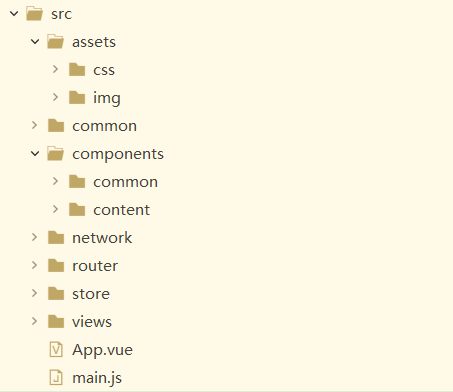 src
assets
css
img
common
components
common
content
network
router
store
views
App.vue
main.js